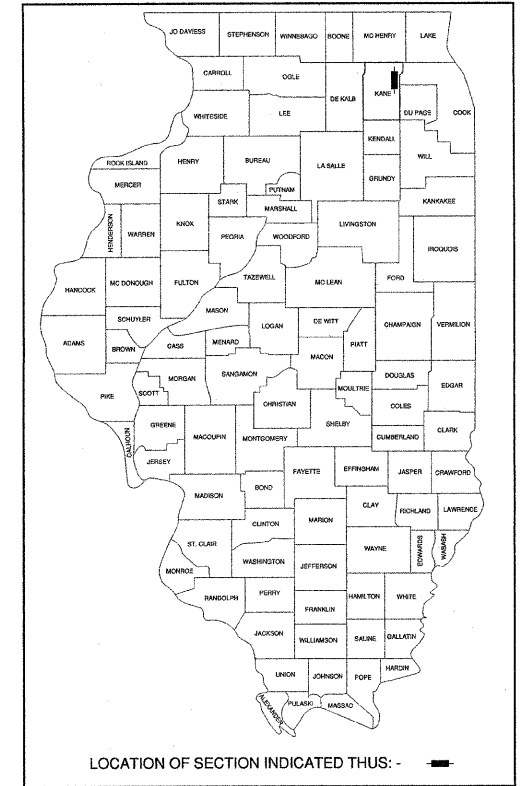 JO DAVIESS STEPHENSON WINNEBAGO BOONE MC HENRY LAKE
CARROLL OGLE KANE
DE KALB DU PAGE COOK
WHITESIDE LEE
KENDALL
ROCK ISLAND HENRY BUREAU LA SALLE WILL
MERCER PUTNAM GRUNDY
STARK MARSHALL KANKAKEE
HENDERSON WARREN KNOX PEORIA WOODFORD LIVINGSTON
IROQUOIS
HANCOCK MC DONOUGH FULTON TAZEWELL MC LEAN FORD
SCHUYLER MASON LOGAN DE WITT CHAMPAIGN VERMILION
ADAMS BROWN CASS MENARD MACON PIATT
MORGAN SANGAMON DOUGLAS
PIKE SCOTT CHRISTIAN MOULTRIE COLES EDGAR
CALHOUN GREENE MACOUPIN MONTGOMERY SHELBY CUMBERLAND CLARK
JERSEY FAYETTE EFFINGHAM JASPER CRAWFORD
MADISON BOND
CLAY RICHLAND LAWRENCE
CLINTON MARION
ST. CLAIR WAYNE EDWARDS WABASH
WASHINGTON JEFFERSON
MONROE
RANDOLPH PERRY HAMILTON WHITE
FRANKLIN
JACKSON WILLIAMSON SALINE GALLATIN
UNION JOHNSON POPE HARDIN
ALEXANDER PULASKI MASSAC
LOCATION OF SECTION INDICATED THUS: -